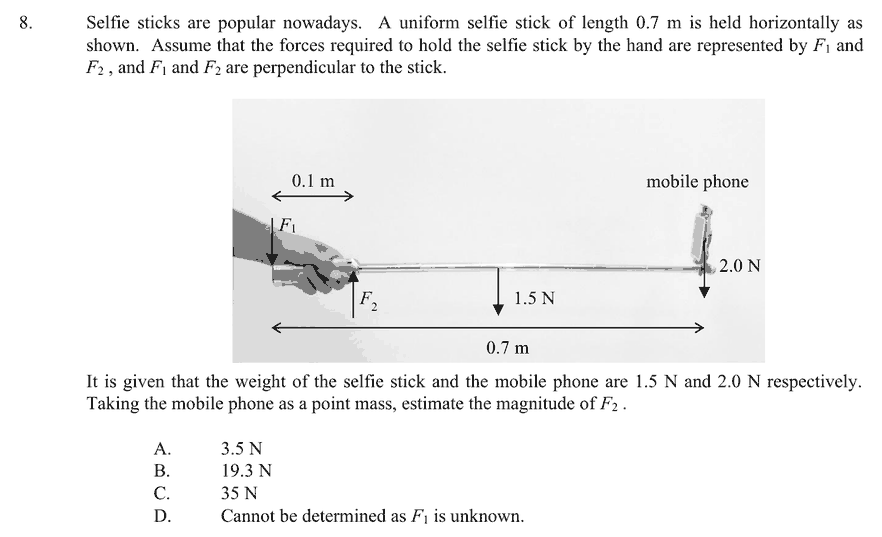 8. Selfie sticks are popular nowadays. A uniform selfie stick of length 0.7 m is held horizontally as
shown. Assume that the forces required to hold the selfie stick by the hand are represented by F₁ and
F₂ , and F₁ and F₂ are perpendicular to the stick.
0.1 m
mobile phone
F₁
2.0 N
F₂
1.5 N
0.7 m
It is given that the weight of the selfie stick and the mobile phone are 1.5 N and 2.0 N respectively.
Taking the mobile phone as a point mass, estimate the magnitude of F₂ .
A. 3.5 N
B. 19.3 N
C. 35 N
D. Cannot be determined as F₁ is unknown.